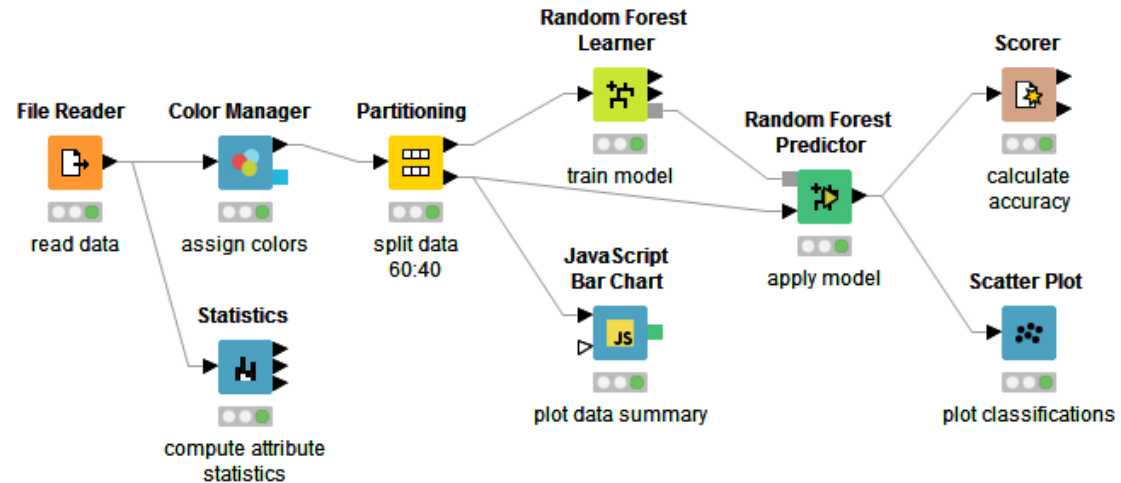 File Reader
read data
Color Manager
assign colors
Statistics
compute attribute
statistics
Partitioning
split data
60:40
Random Forest
Learner
train model
JavaScript
Bar Chart
JS
plot data summary
Random Forest
Predictor
apply model
Scorer
calculate
accuracy
Scatter Plot
plot classifications